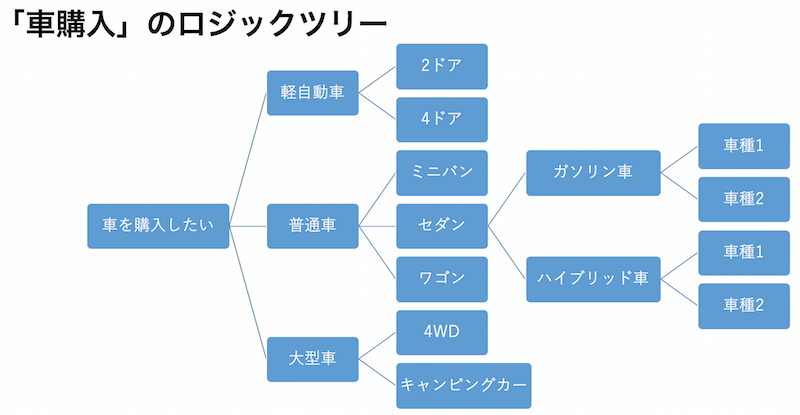 「車購入」のロジックツリー
車を購入したい
軽自動車
2ドア
4ドア
普通車
ミニバン
セダン
ガソリン車
車種1
車種2
ハイブリッド車
車種1
車種2
ワゴン
大型車
4WD
キャンピングカー